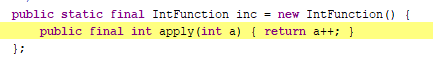 public static final IntFunction inc = new IntFunction() {
    public final int apply(int a) { return a++; }
};